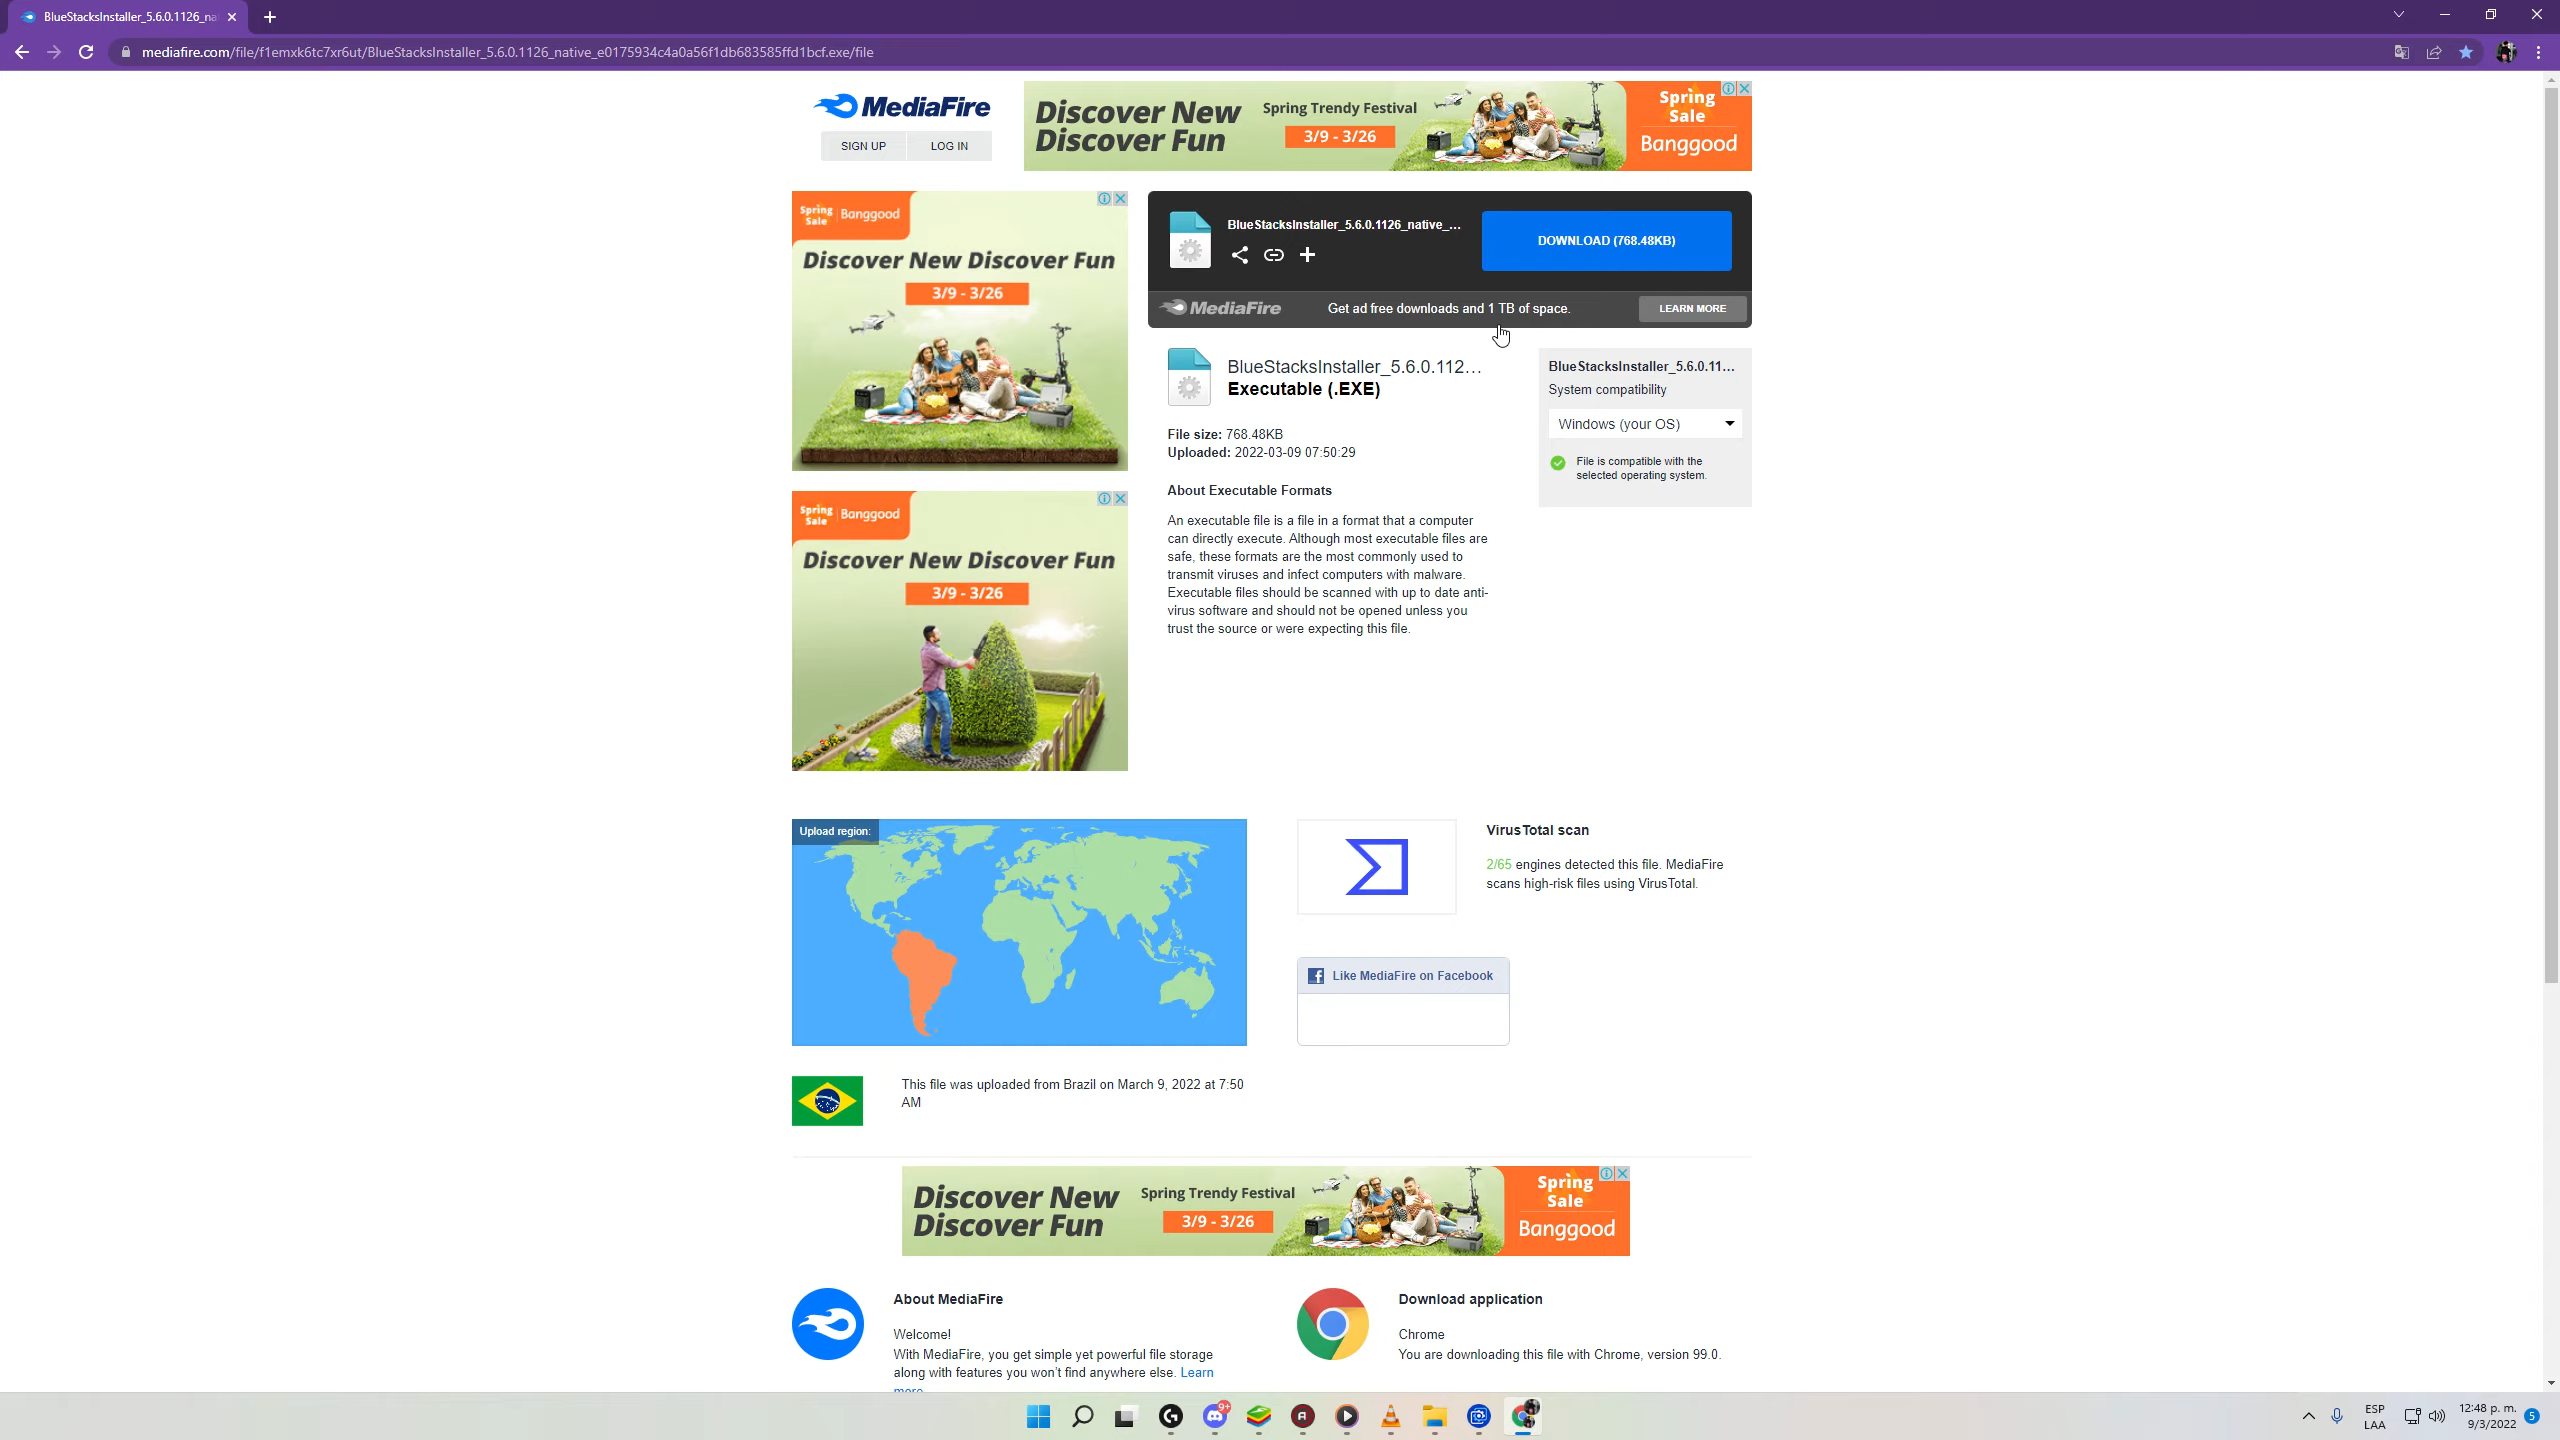 BlueStacksInstaller_5.6.0.1126_na
mediafire.com/file/f1emxk6tc7xr6ut/BlueStacksInstaller_5.6.0.1126_native_e0175934c4a0a56f1db683585ffd1bcf.exe/file
MediaFire
SIGN UP
LOG IN
Discover New
Discover Fun
Spring Trendy Festival
3/9 - 3/26
Spring
Sale
Banggood
Spring
Sale
Banggood
Discover New Discover Fun
3/9 - 3/26
BlueStacksInstaller_5.6.0.1126_native_...
DOWNLOAD (768.48KB)
MediaFire
Get ad free downloads and 1 TB of space.
LEARN MORE
BlueStacksInstaller_5.6.0.112...
Executable (.EXE)
File size: 768.48KB
Uploaded: 2022-03-09 07:50:29
About Executable Formats
An executable file is a file in a format that a computer
can directly execute. Although most executable files are
safe, these formats are the most commonly used to
transmit viruses and infect computers with malware.
Executable files should be scanned with up to date anti-
virus software and should not be opened unless you
trust the source or were expecting this file.
BlueStacksInstaller_5.6.0.11...
System compatibility
Windows (your OS)
File is compatible with the
selected operating system.
Spring
Sale
Banggood
Discover New Discover Fun
3/9 - 3/26
Upload region:
VirusTotal scan
2/65 engines detected this file. MediaFire
scans high-risk files using VirusTotal.
Like MediaFire on Facebook
This file was uploaded from Brazil on March 9, 2022 at 7:50
AM
Discover New
Discover Fun
Spring Trendy Festival
3/9 - 3/26
Spring
Sale
Banggood
About MediaFire
Welcome!
With MediaFire, you get simple yet powerful file storage
along with features you won't find anywhere else. Learn
more
Download application
Chrome
You are downloading this file with Chrome, version 99.0.
9+
ESP
LAA
12:48 p. m.
9/3/2022
5